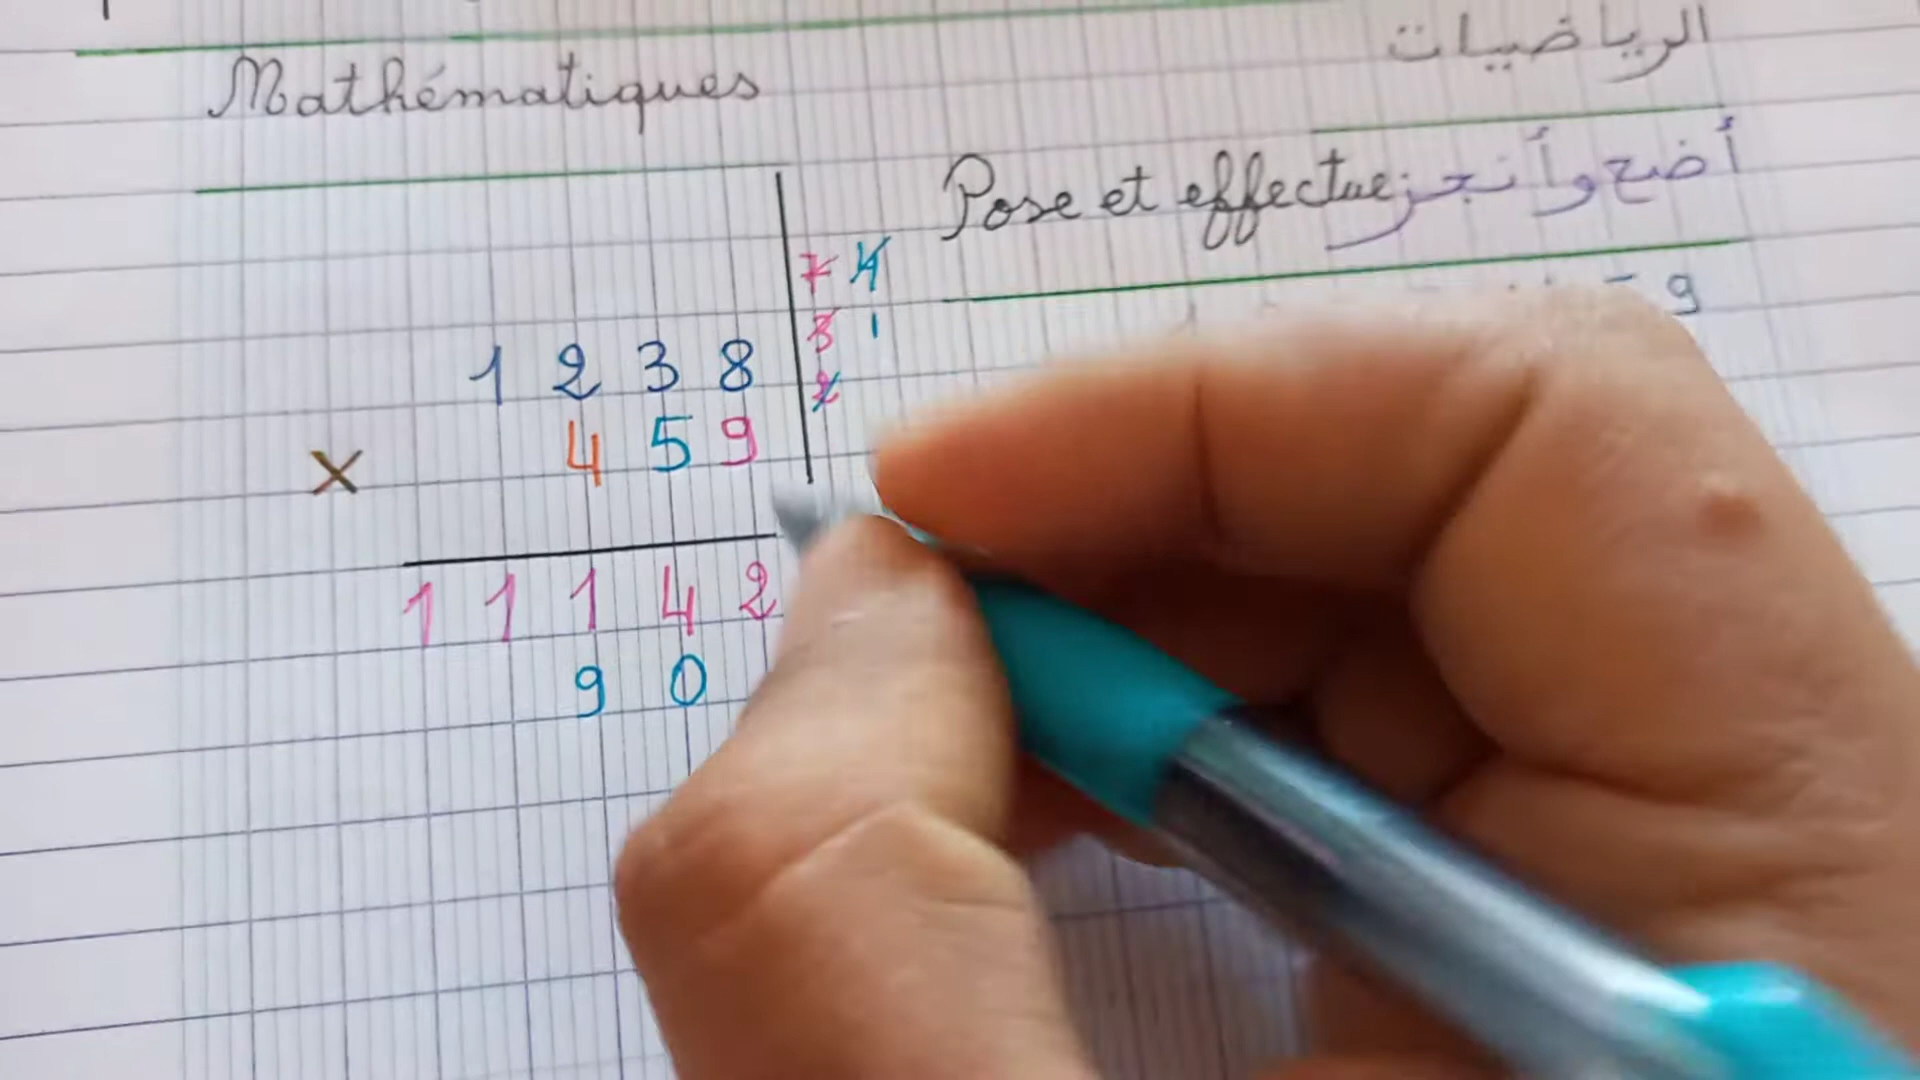 Mathématiques
الرياضيات
Pose et effectue:
أضع وأنجز
7 4
3 1
2
9
1 2 3 8
× 4 5 9
1 1 1 4 2
9 0